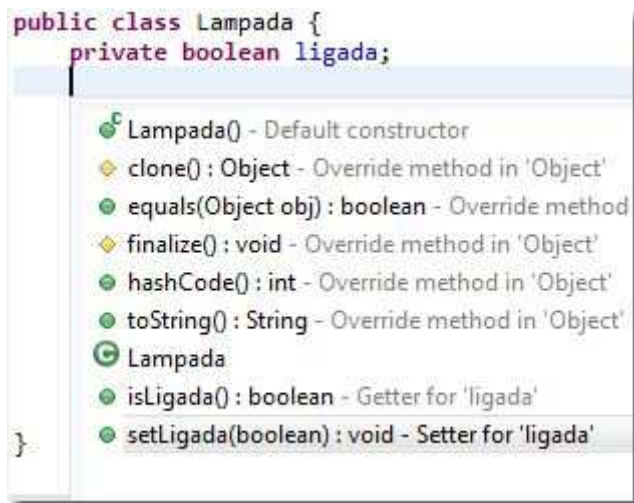 public class Lampada {
private boolean ligada;
Lampada() - Default constructor
clone() : Object - Override method in 'Object'
equals(Object obj) : boolean - Override method
finalize() : void - Override method in 'Object'
hashCode() : int - Override method in 'Object'
toString() : String - Override method in 'Object'
Lampada
isLigada() : boolean - Getter for 'ligada'
setLigada(boolean) : void - Setter for 'ligada'
}